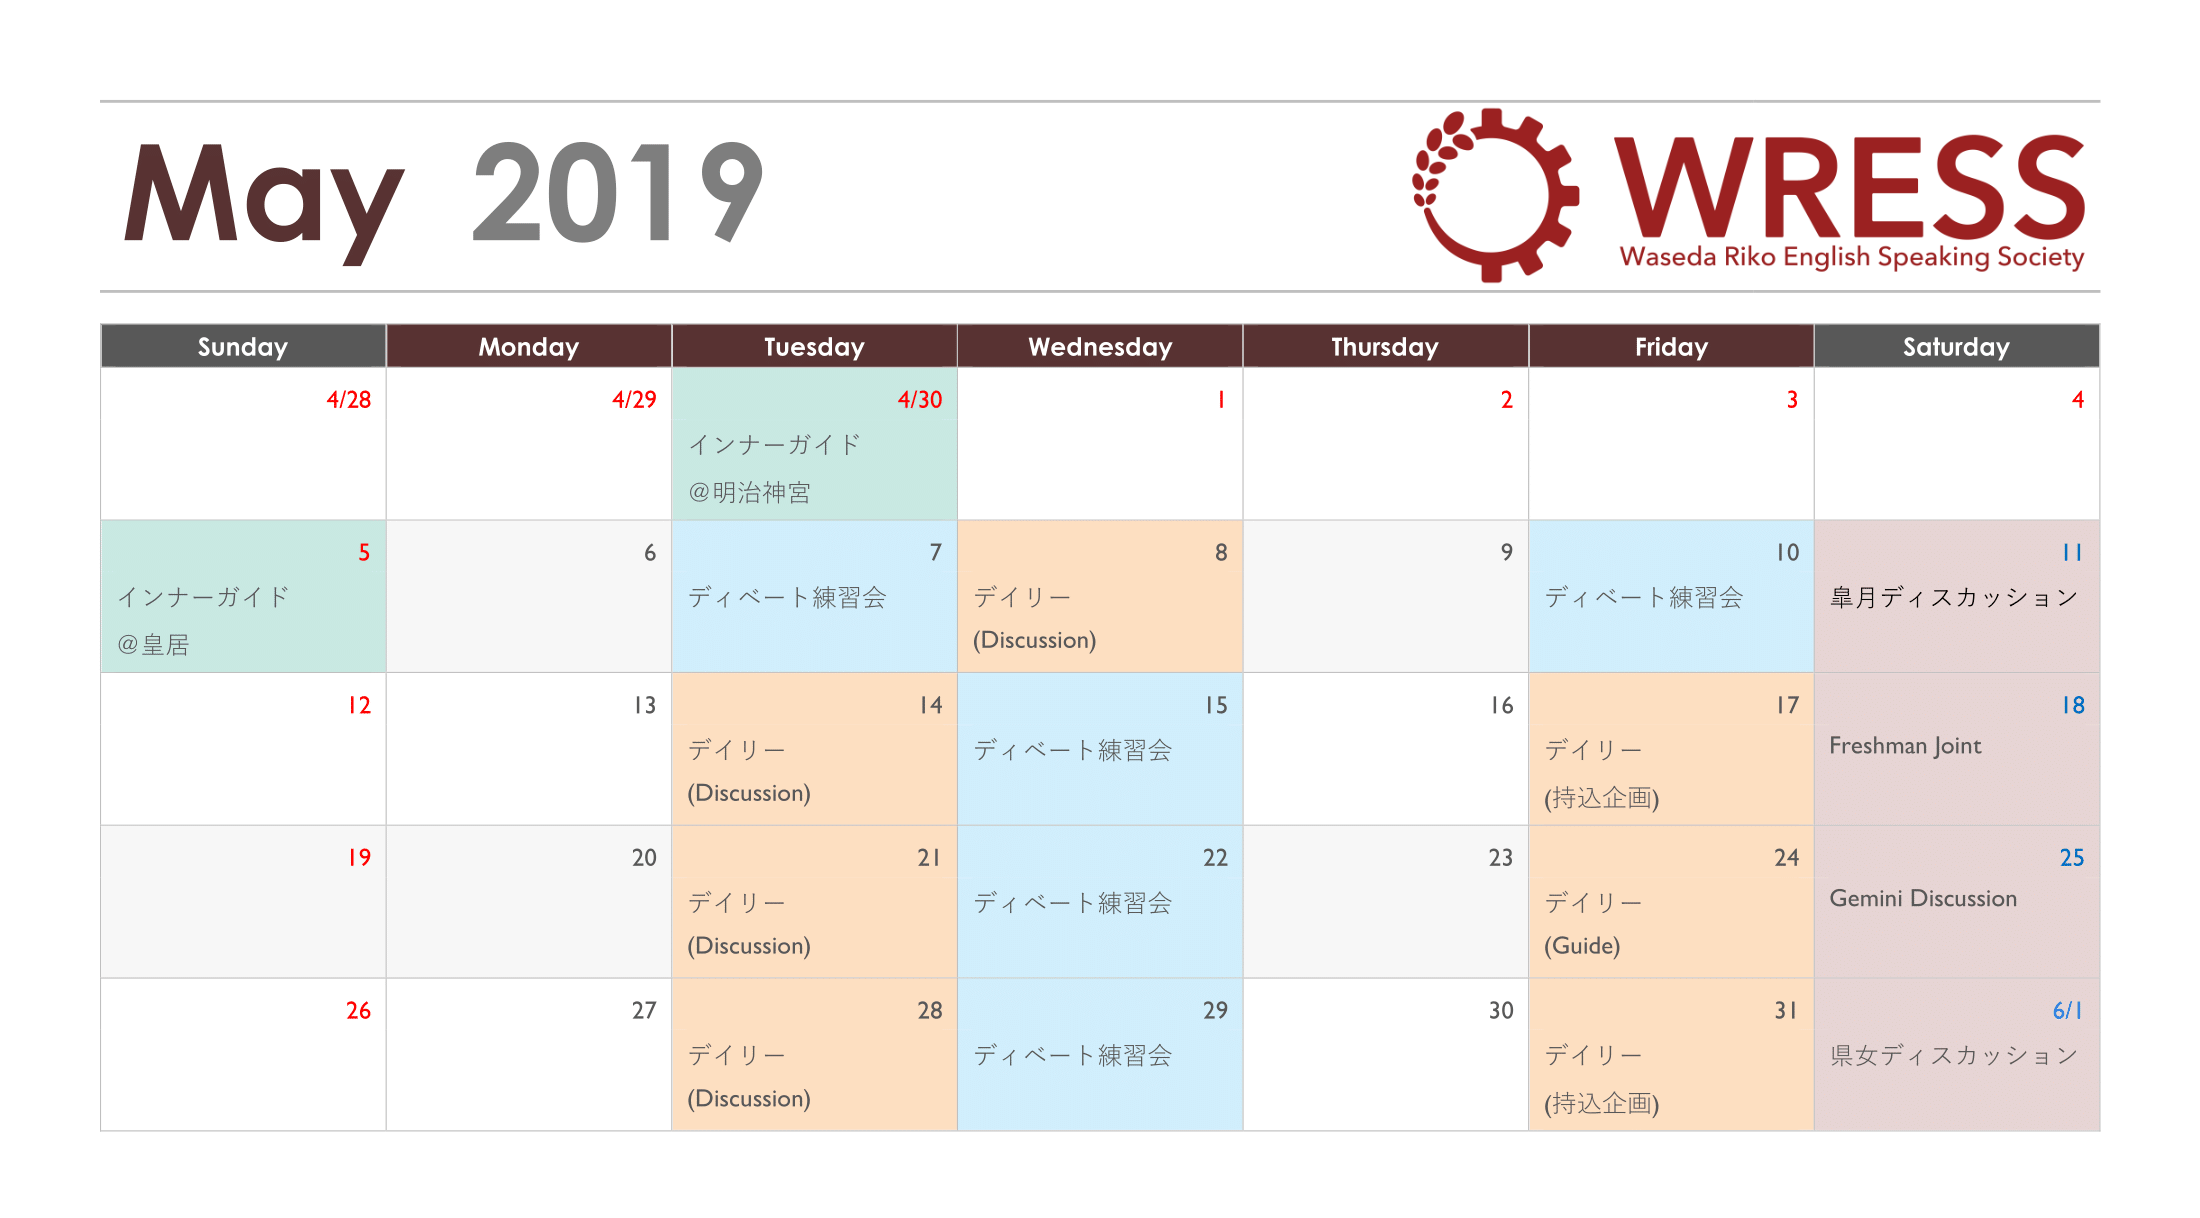 May 2019
WRESS
Waseda Riko English Speaking Society
Sunday Monday Tuesday Wednesday Thursday Friday Saturday
4/28 4/29 4/30 1 2 3 4
インナーガイド
@明治神宮
5 6 7 8 9 10 11
インナーガイド ディベート練習会 デイリー ディベート練習会 皐月ディスカッション
@皇居 (Discussion)
12 13 14 15 16 17 18
デイリー ディベート練習会 デイリー Freshman Joint
(Discussion) (持込企画)
19 20 21 22 23 24 25
デイリー ディベート練習会 デイリー Gemini Discussion
(Discussion) (Guide)
26 27 28 29 30 31 6/1
デイリー ディベート練習会 デイリー 県女ディスカッション
(Discussion) (持込企画)